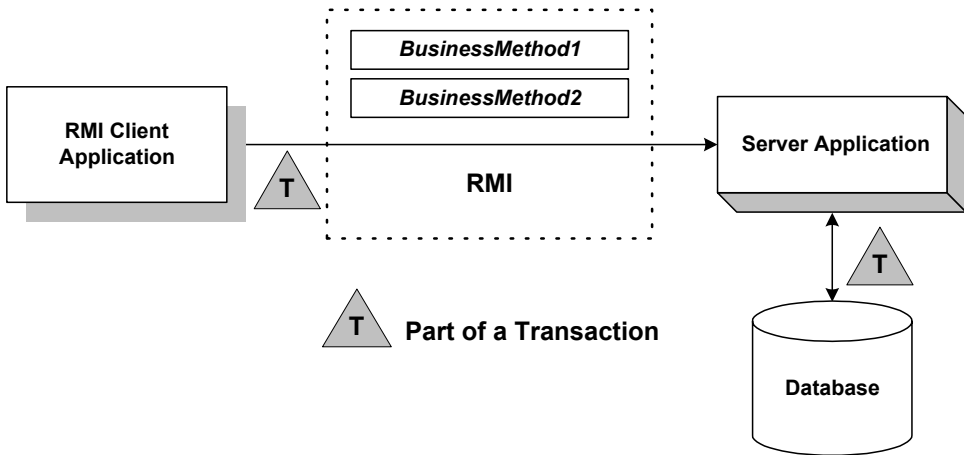 BusinessMethod1
BusinessMethod2
RMI Client
Application
Server Application
T
RMI
T
T
Part of a Transaction
Database